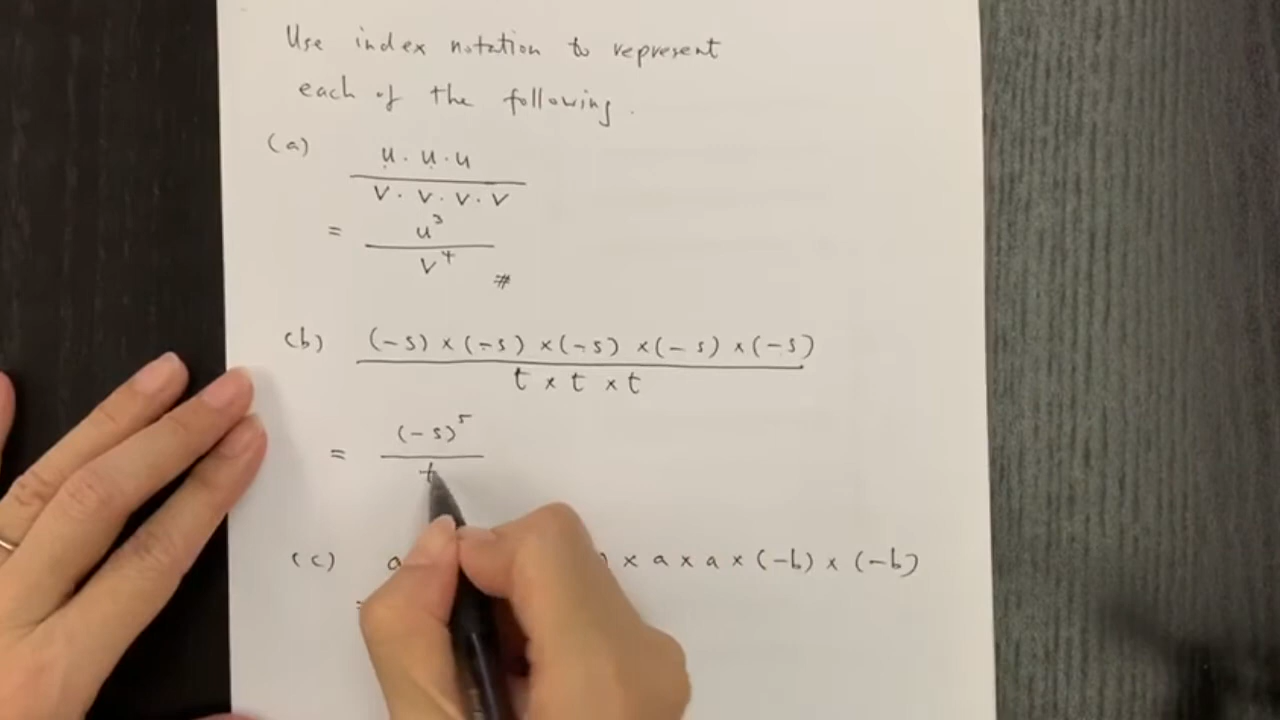 Use index notation to represent
each of the following.
(a) u · u · u
v · v · v · v
= u³
v⁴ #
(b) (-s) × (-s) × (-s) × (-s) × (-s)
t × t × t
= (-s)⁵
t
(c) a ) × a × a × (-b) × (-b)
=